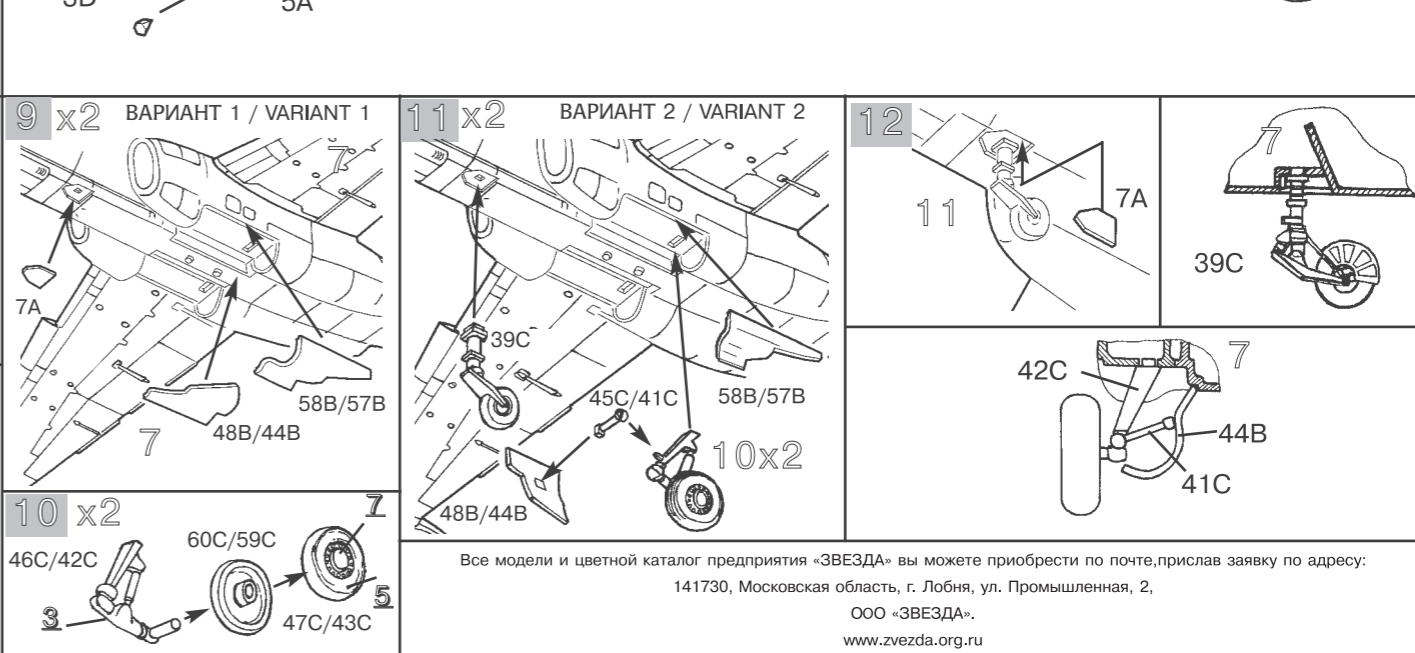 3D
5A
9 x2 ВАРИАНТ 1 / VARIANT 1
7
7A
58B/57B
48B/44B
7
10 x2
7
60C/59C
46C/42C
5
3
47C/43C
11 x2 ВАРИАНТ 2 / VARIANT 2
39C
45C/41C
58B/57B
10x2
48B/44B
12
7A
11
7
39C
7
42C
44B
41C
Все модели и цветной каталог предприятия «ЗВЕЗДА» вы можете приобрести по почте,прислав заявку по адресу:
141730, Московская область, г. Лобня, ул. Промышленная, 2,
ООО «ЗВЕЗДА».
www.zvezda.org.ru